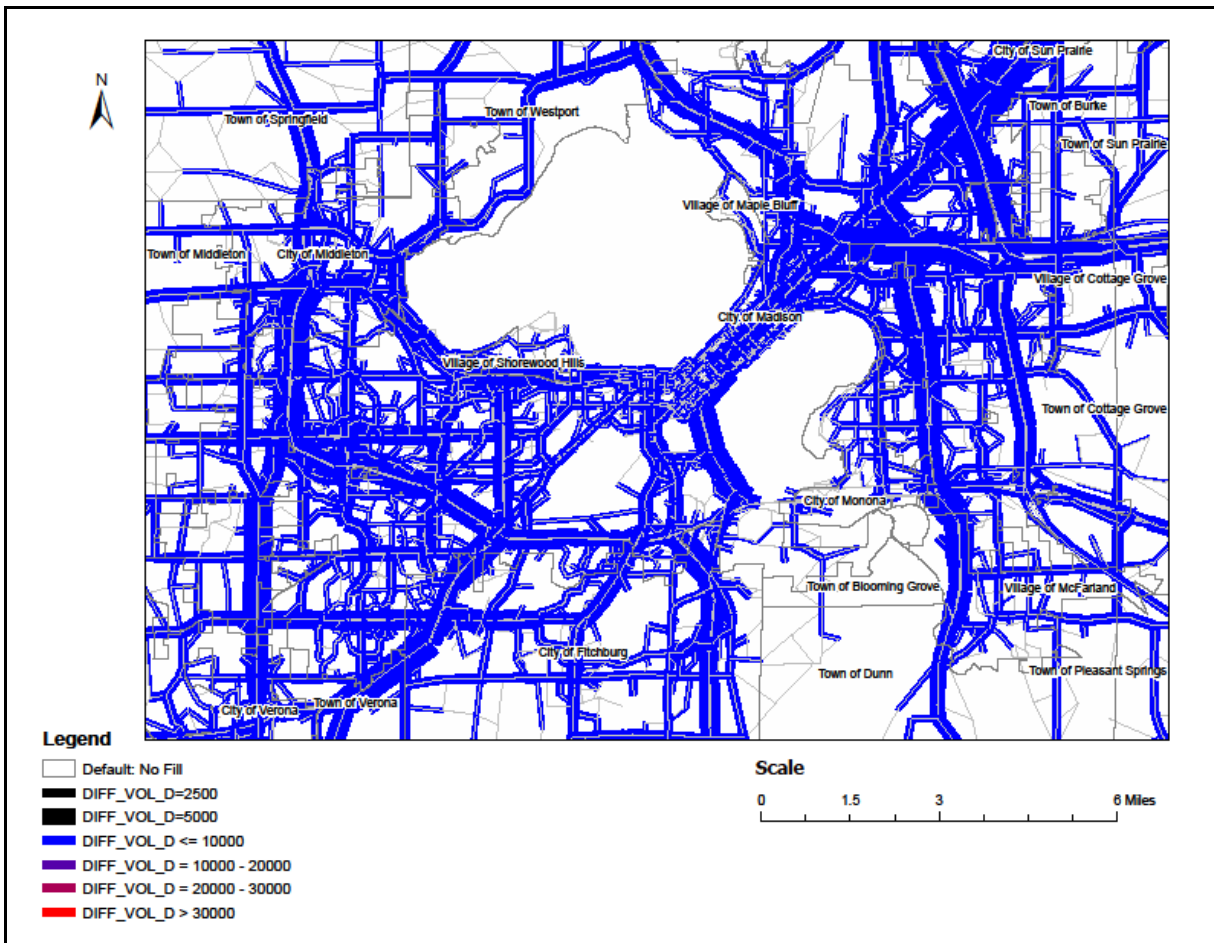 N
City of Sun Prairie
Town of Westport
Town of Burke
Town of Springfield
Town of Sun Prairie
Village of Maple Bluff
Town of Middleton
City of Middleton
Village of Cottage Grove
City of Madison
Village of Shorewood Hills
Town of Cottage Grove
City of Monona
Town of Blooming Grove
Village of McFarland
City of Fitchburg
Town of Dunn
Town of Pleasant Springs
City of Verona
Town of Verona
Legend
Default: No Fill
DIFF_VOL_D=2500
DIFF_VOL_D=5000
DIFF_VOL_D <= 10000
DIFF_VOL_D = 10000 - 20000
DIFF_VOL_D = 20000 - 30000
DIFF_VOL_D > 30000
Scale
0 1.5 3 6 Miles